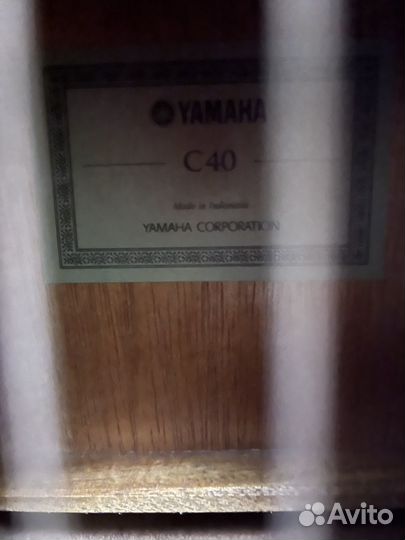 YAMAHA
C40
Made in Indonesia
YAMAHA CORPORATION
Avito